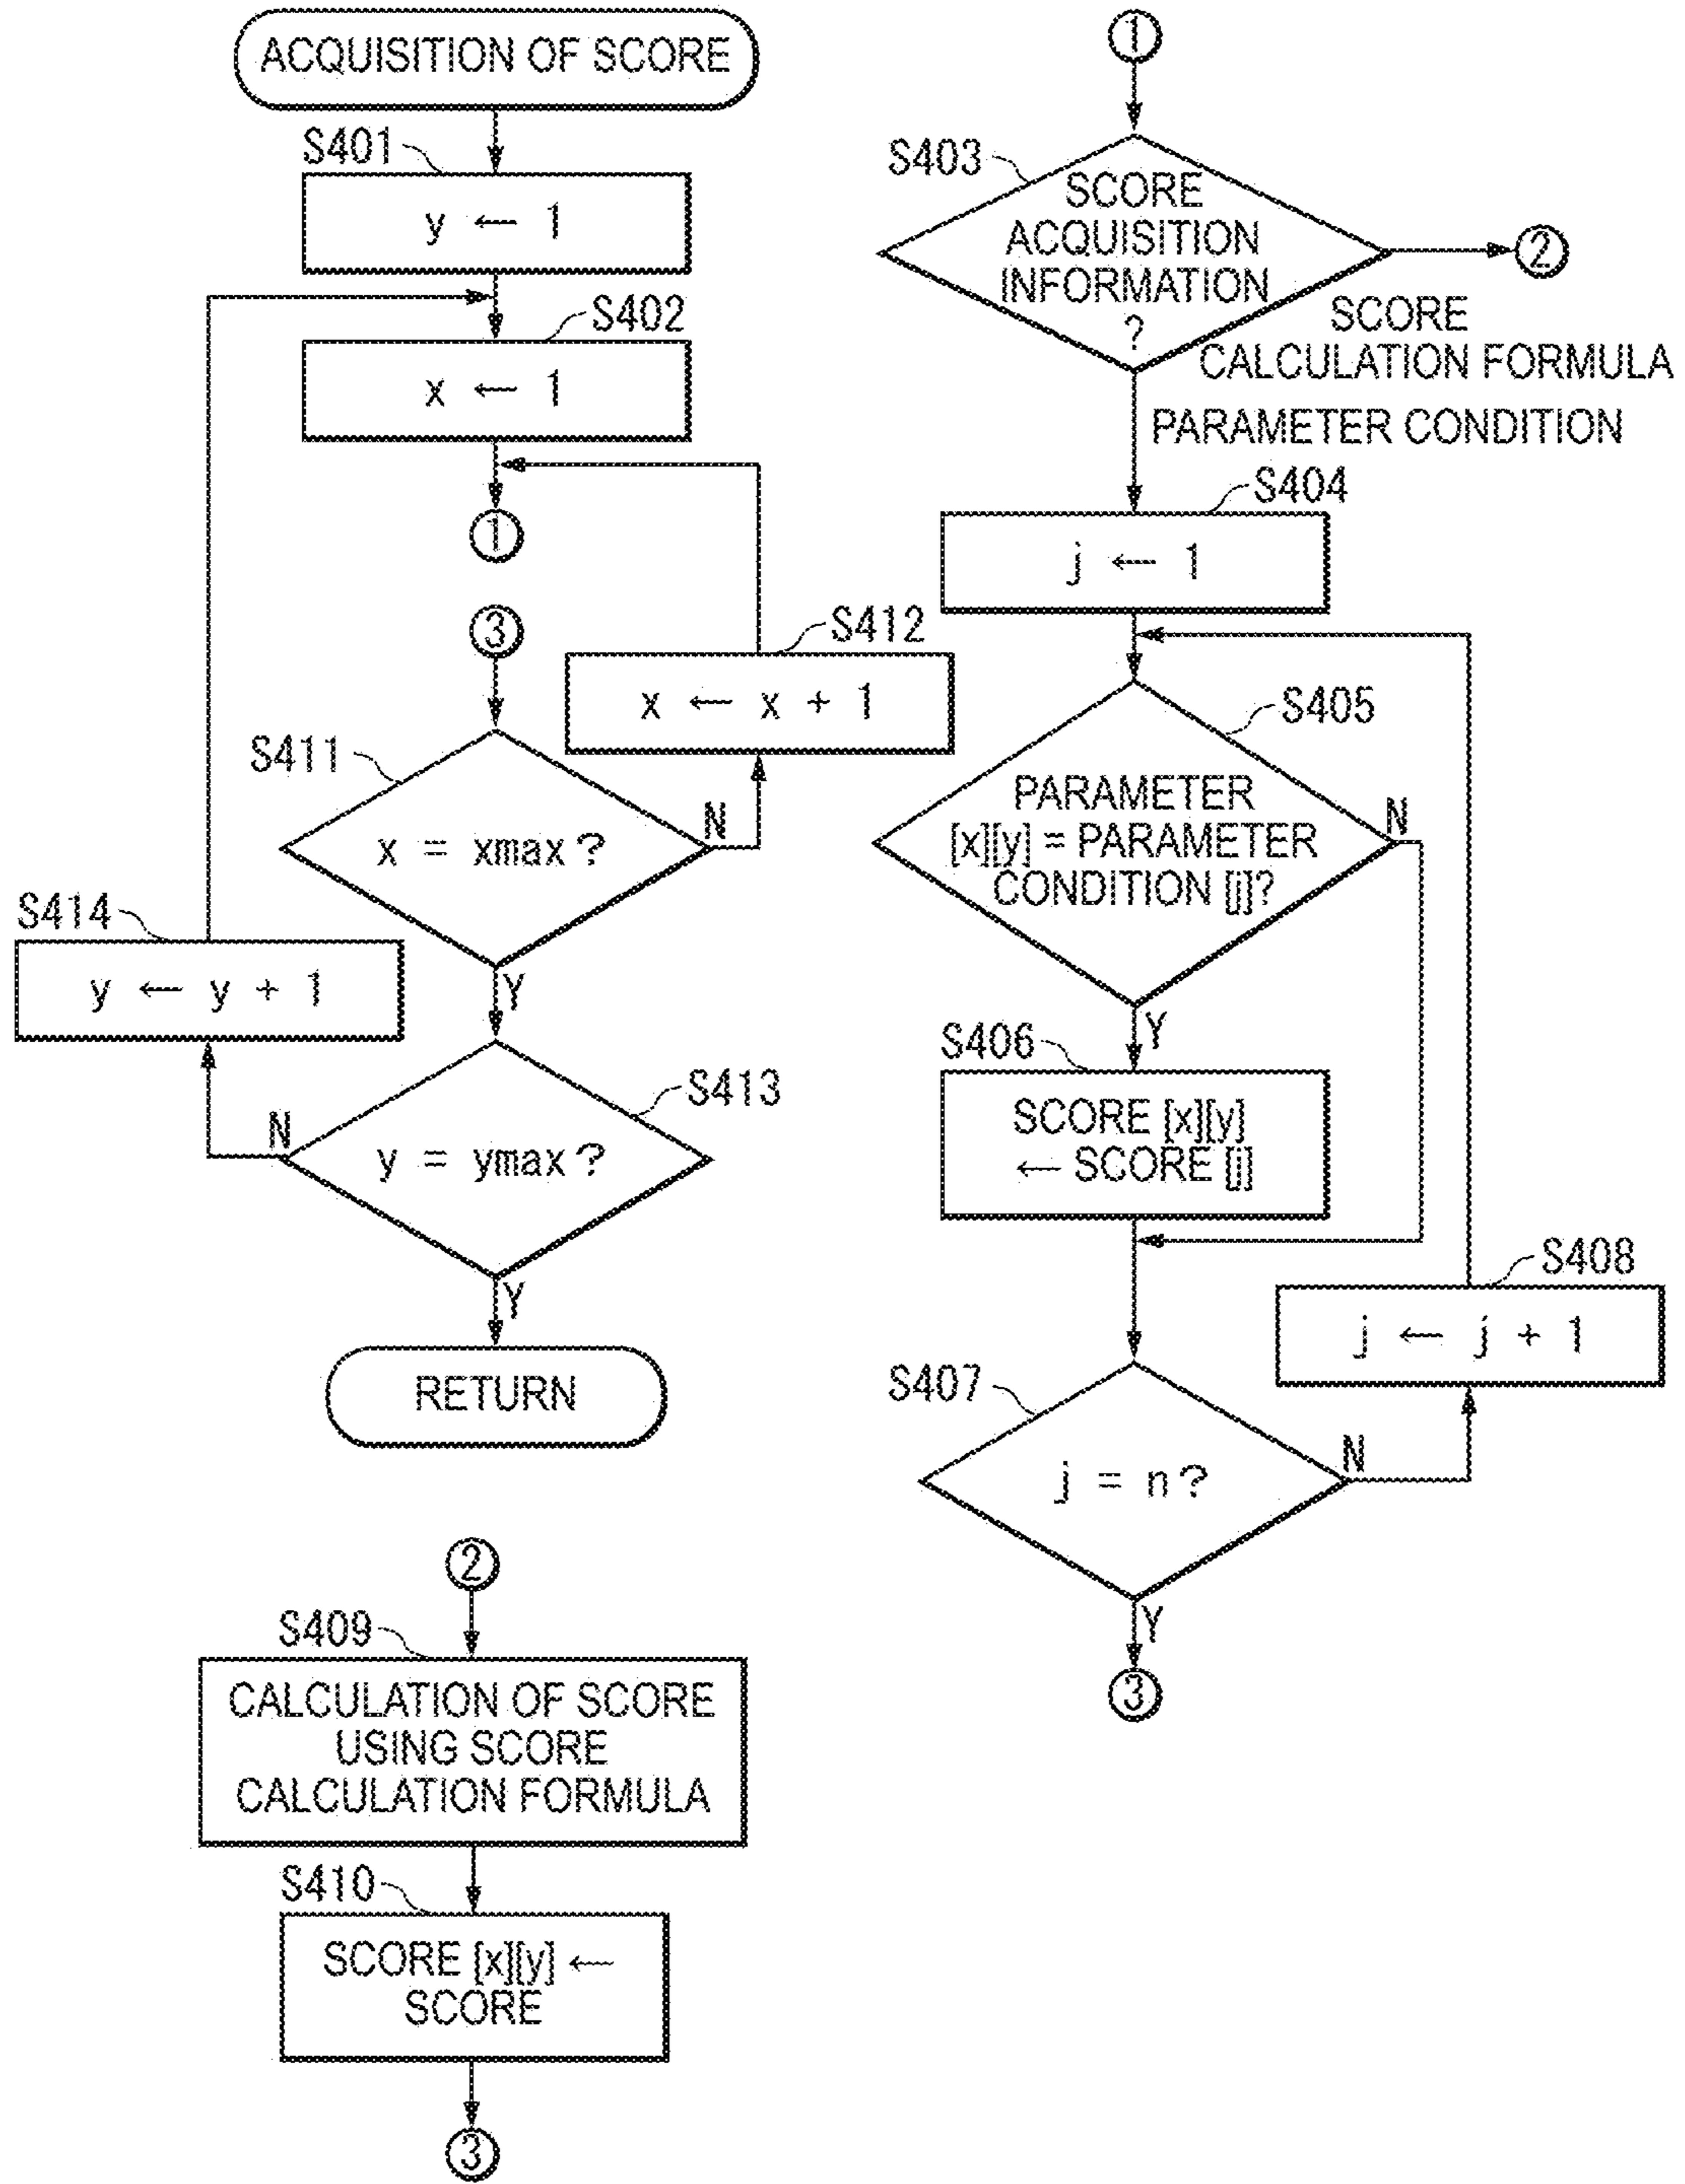 ACQUISITION OF SCORE
S401
y ← 1
S402
x ← 1
①
③
S411
x = xmax?
N
S412
x ← x + 1
Y
S414
y ← y + 1
S413
y = ymax?
N
Y
RETURN
②
S409
CALCULATION OF SCORE
USING SCORE
CALCULATION FORMULA
S410
SCORE [x][y] ←
SCORE
③
①
S403
SCORE
ACQUISITION
INFORMATION
?
②
SCORE
CALCULATION FORMULA
PARAMETER CONDITION
S404
j ← 1
S405
PARAMETER
[x][y] = PARAMETER
CONDITION [j]?
N
Y
S406
SCORE [x][y]
← SCORE [j]
S408
j ← j + 1
S407
j = n?
N
Y
③